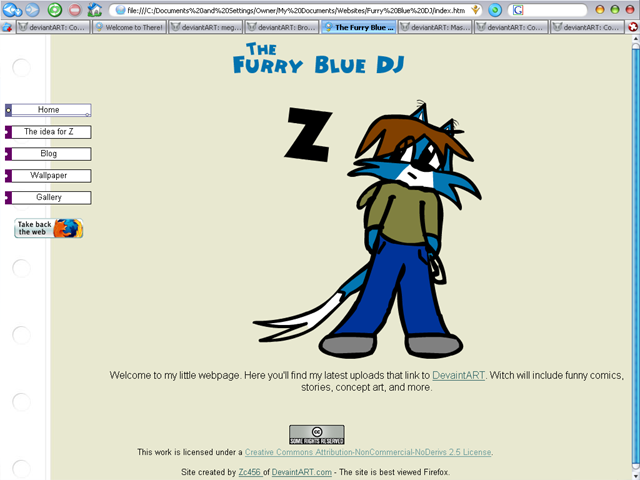 file:///C:/Documents%20and%20Settings/Owner/My%20Documents/Websites/Furry%20Blue%20DJ/index.htm
deviantART: Co...
Welcome to There!
deviantART: meg...
deviantART: Bro...
The Furry Blue ...
deviantART: Mas...
deviantART: Co...
deviantART: Co...
THE
FURRY BLUE DJ
Home
The idea for Z
Blog
Wallpaper
Gallery
Take back
the web
Z
Welcome to my little webpage. Here you'll find my latest uploads that link to DevaintART. Witch will include funny comics,
stories, concept art, and more.
cc
SOME RIGHTS RESERVED
This work is licensed under a Creative Commons Attribution-NonCommercial-NoDerivs 2.5 License.
Site created by Zc456 of DevaintART.com - The site is best viewed Firefox.